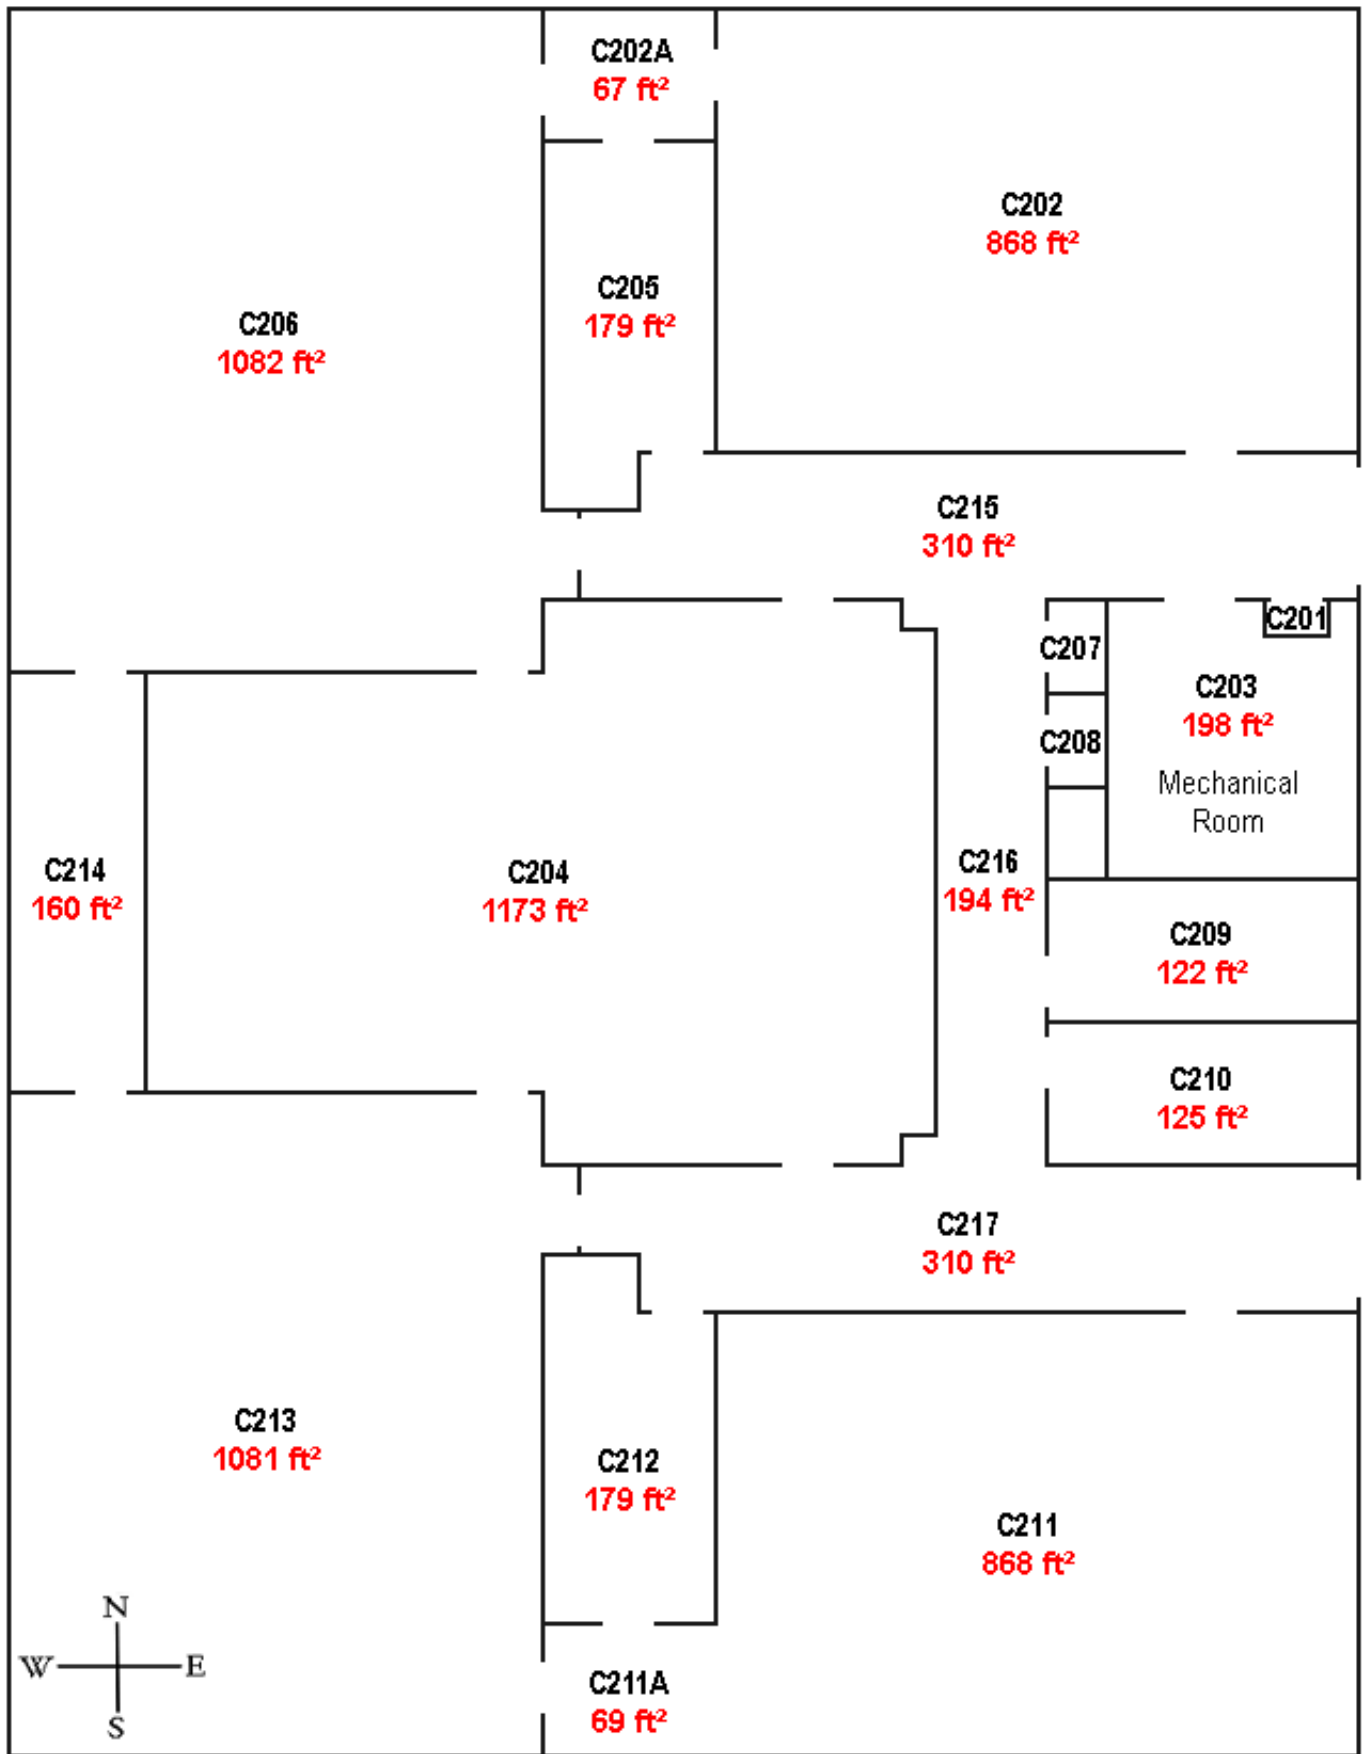 C202A
67 ft²
C202
868 ft²
C205
179 ft²
C206
1082 ft²
C215
310 ft²
C201
C207
C203
198 ft²
C208
Mechanical
Room
C214
160 ft²
C204
1173 ft²
C216
194 ft²
C209
122 ft²
C210
125 ft²
C217
310 ft²
C213
1081 ft²
C212
179 ft²
C211
868 ft²
N
W E
S
C211A
69 ft²